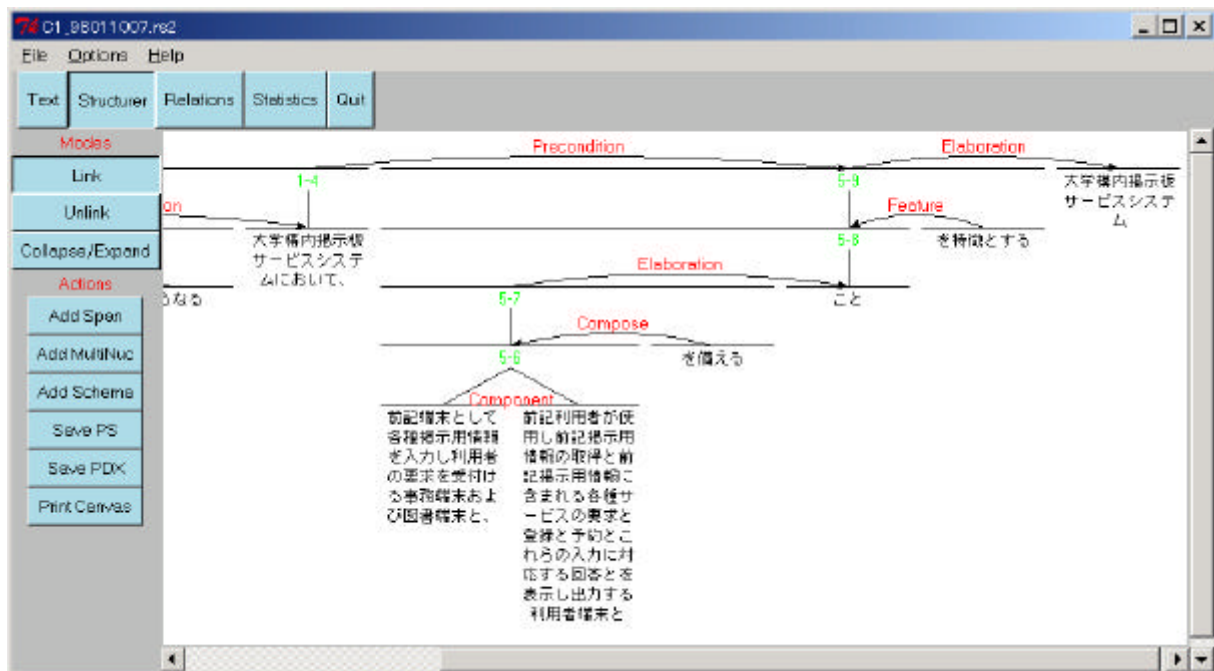 C1_98011007.rs2
File Options Help
Text Structurer Relations Statistics Quit
Modes
Link
Unlink
Collapse/Expand
Actions
Add Span
Add MultiNuc
Add Schema
Save PS
Save PDX
Print Canvas
Precondition
Elaboration
1-4
5-9
大学構内掲示板
サービスシステ
ム
on
Feature
大学構内掲示板
サービスシステ
ムにおいて、
5-8
を特徴とする
Elaboration
うなる
5-7
こと
Compose
5-6
を備える
Component
前記端末として
各種掲示用情報
を入力し利用者
の要求を受付け
る事務端末およ
び図書端末と、
前記利用者が使
用し前記掲示用
情報の取得と前
記掲示用情報に
含まれる各種サ
ービスの要求と
登録と予約とこ
れらの入力に対
応する回答とを
表示し出力する
利用者端末と